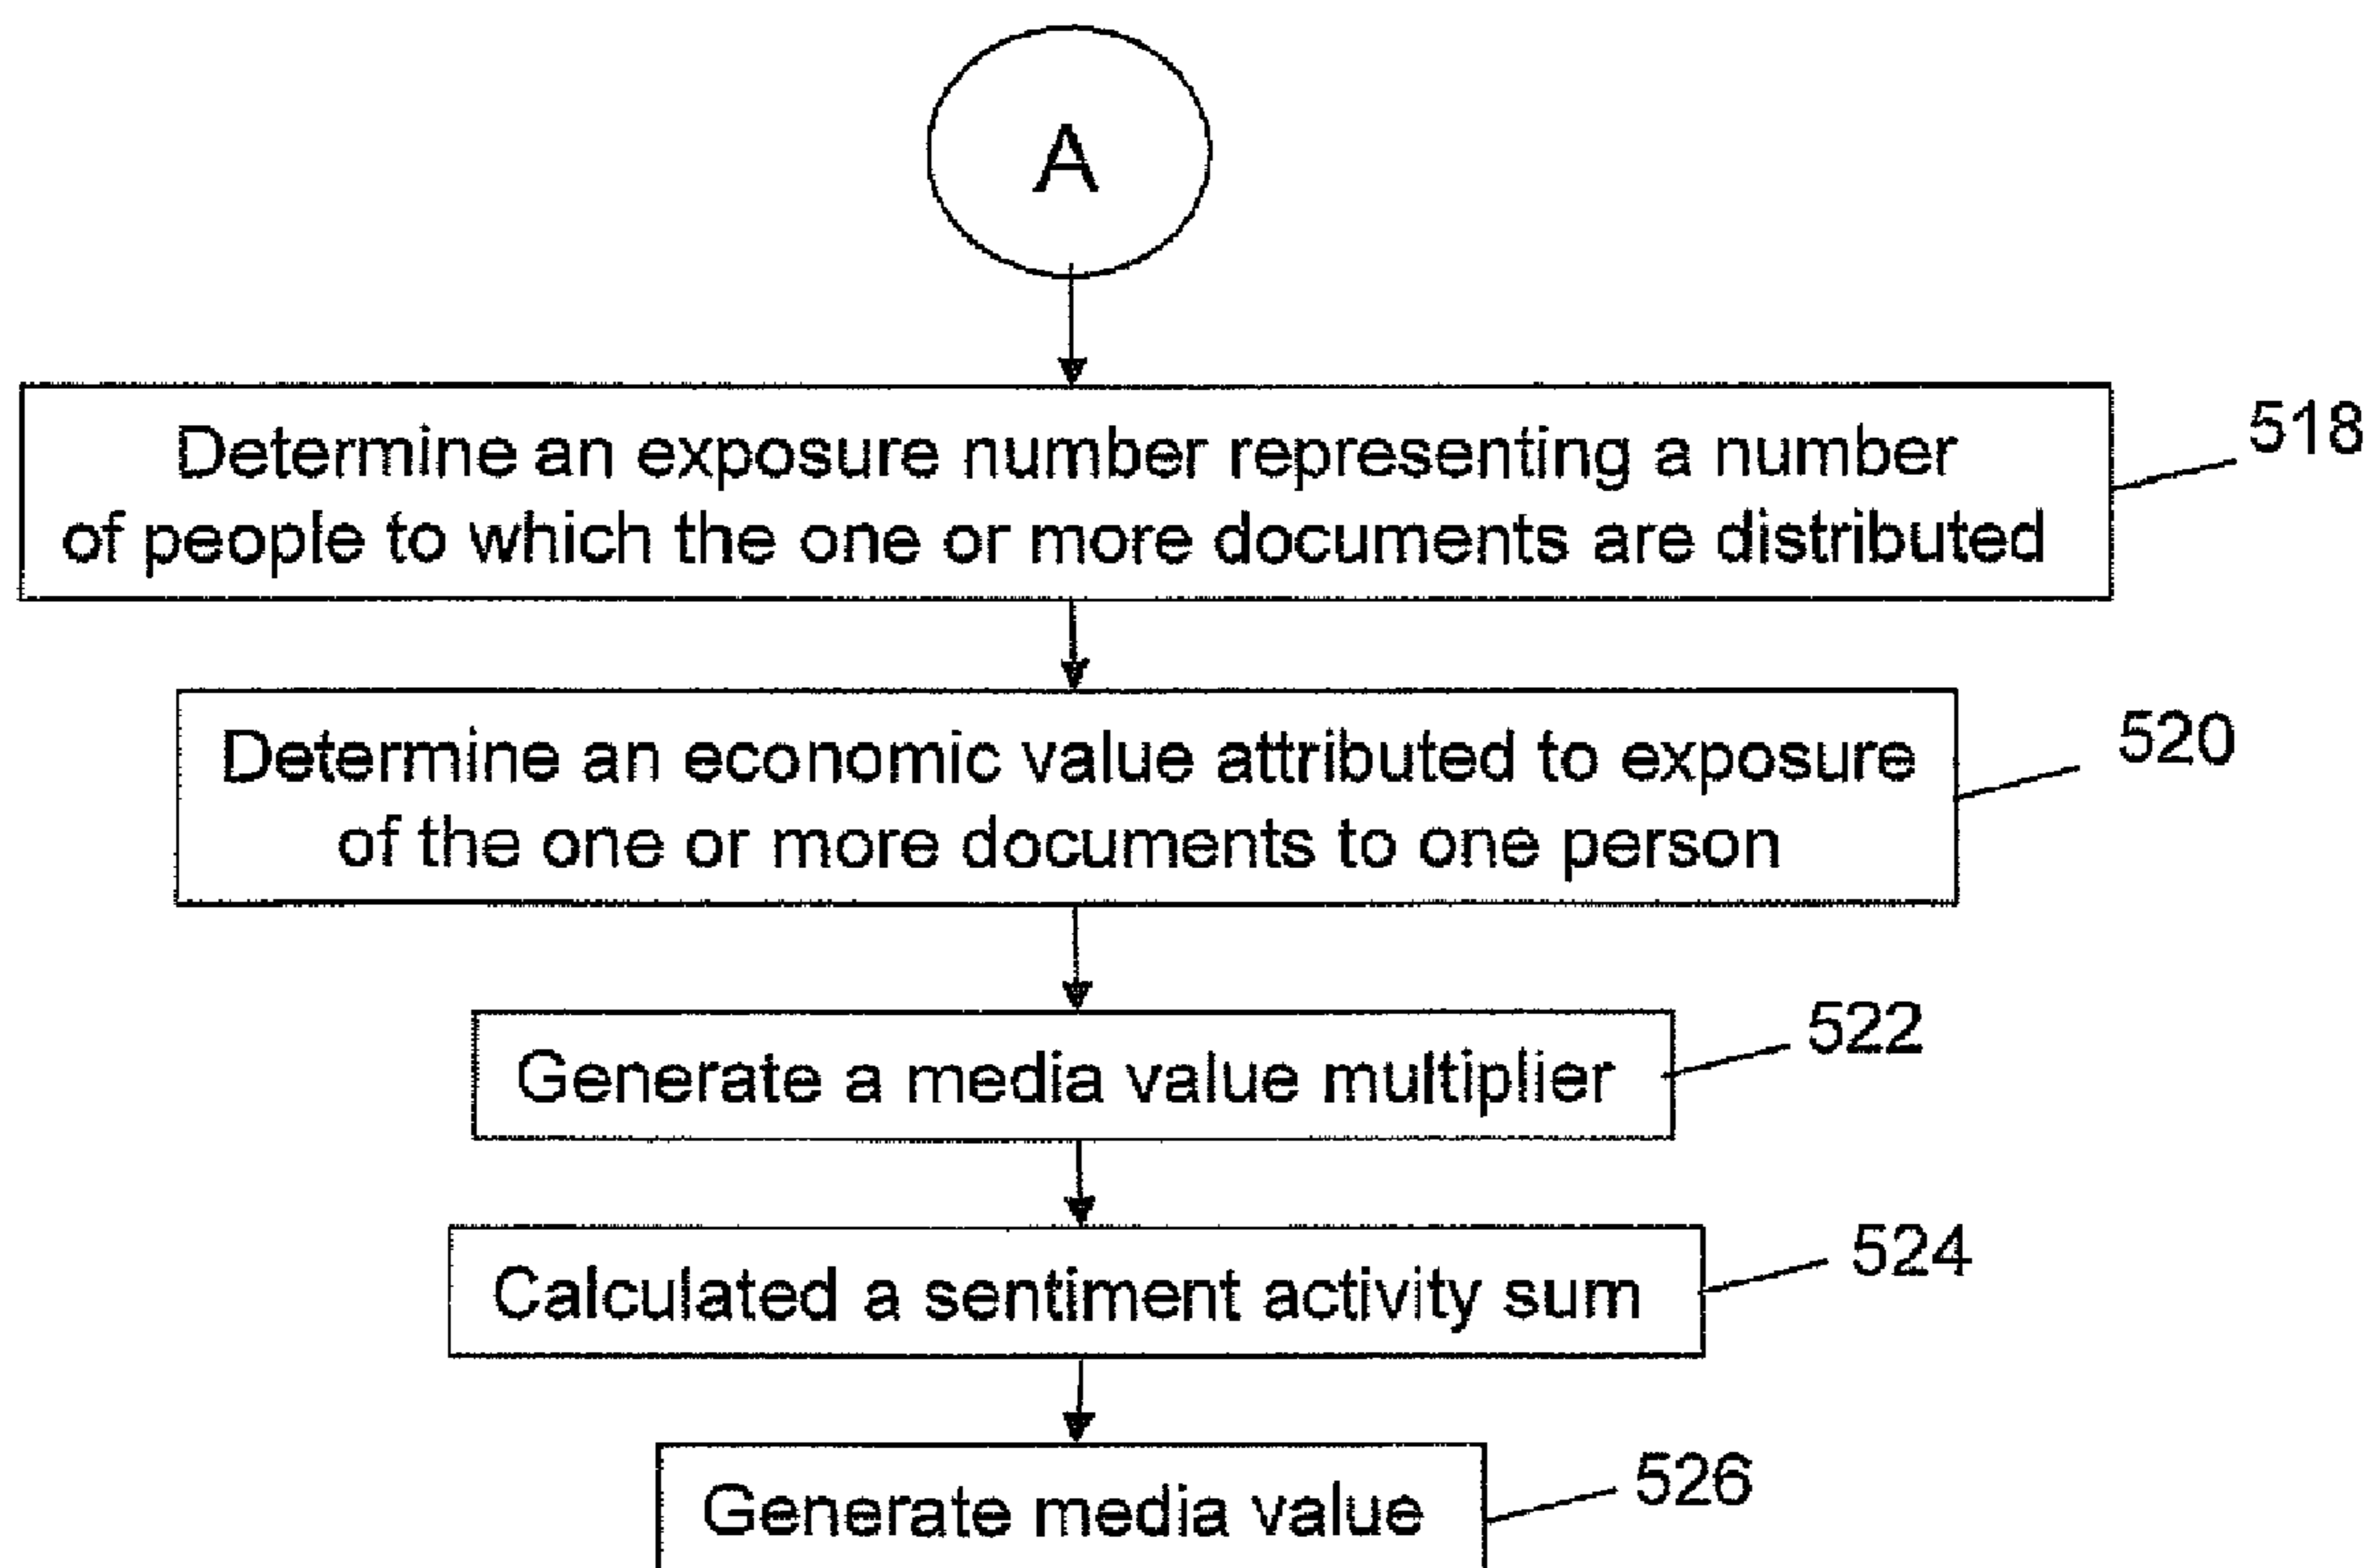 A
Determine an exposure number representing a number
of people to which the one or more documents are distributed
518
Determine an economic value attributed to exposure
of the one or more documents to one person
520
Generate a media value multiplier
522
Calculated a sentiment activity sum
524
Generate media value
526